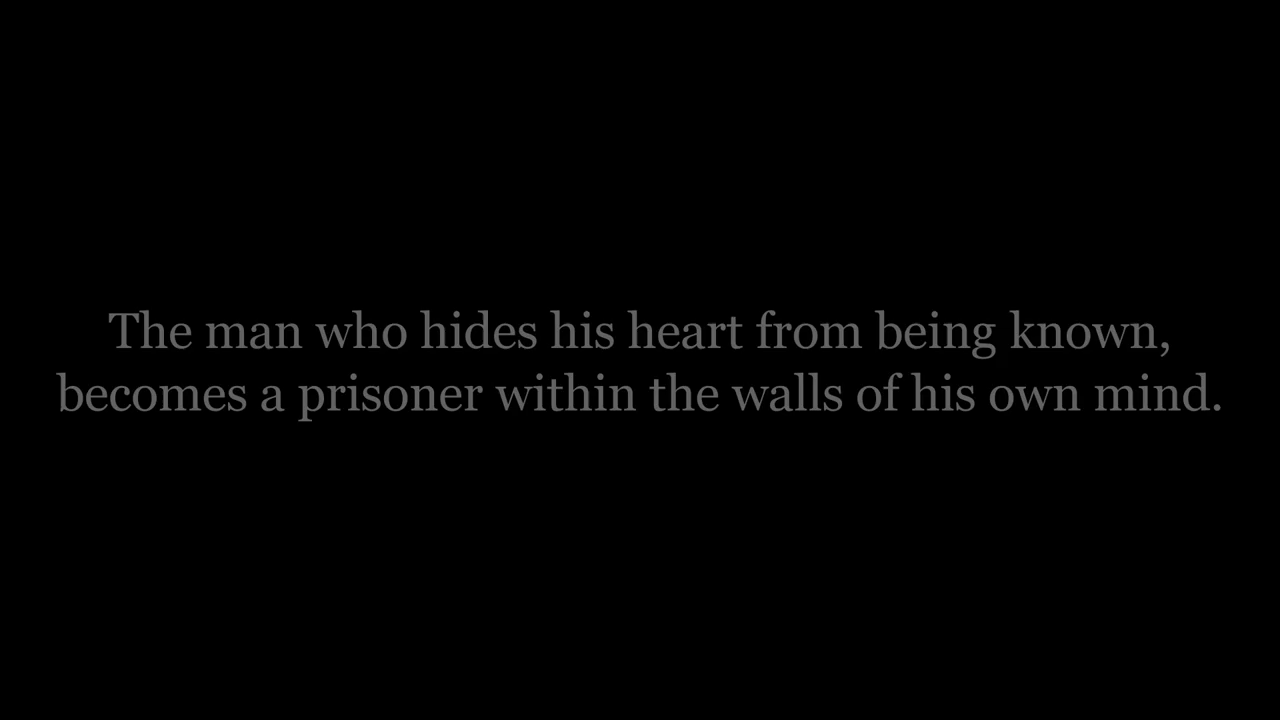 The man who hides his heart from being known,
becomes a prisoner within the walls of his own mind.